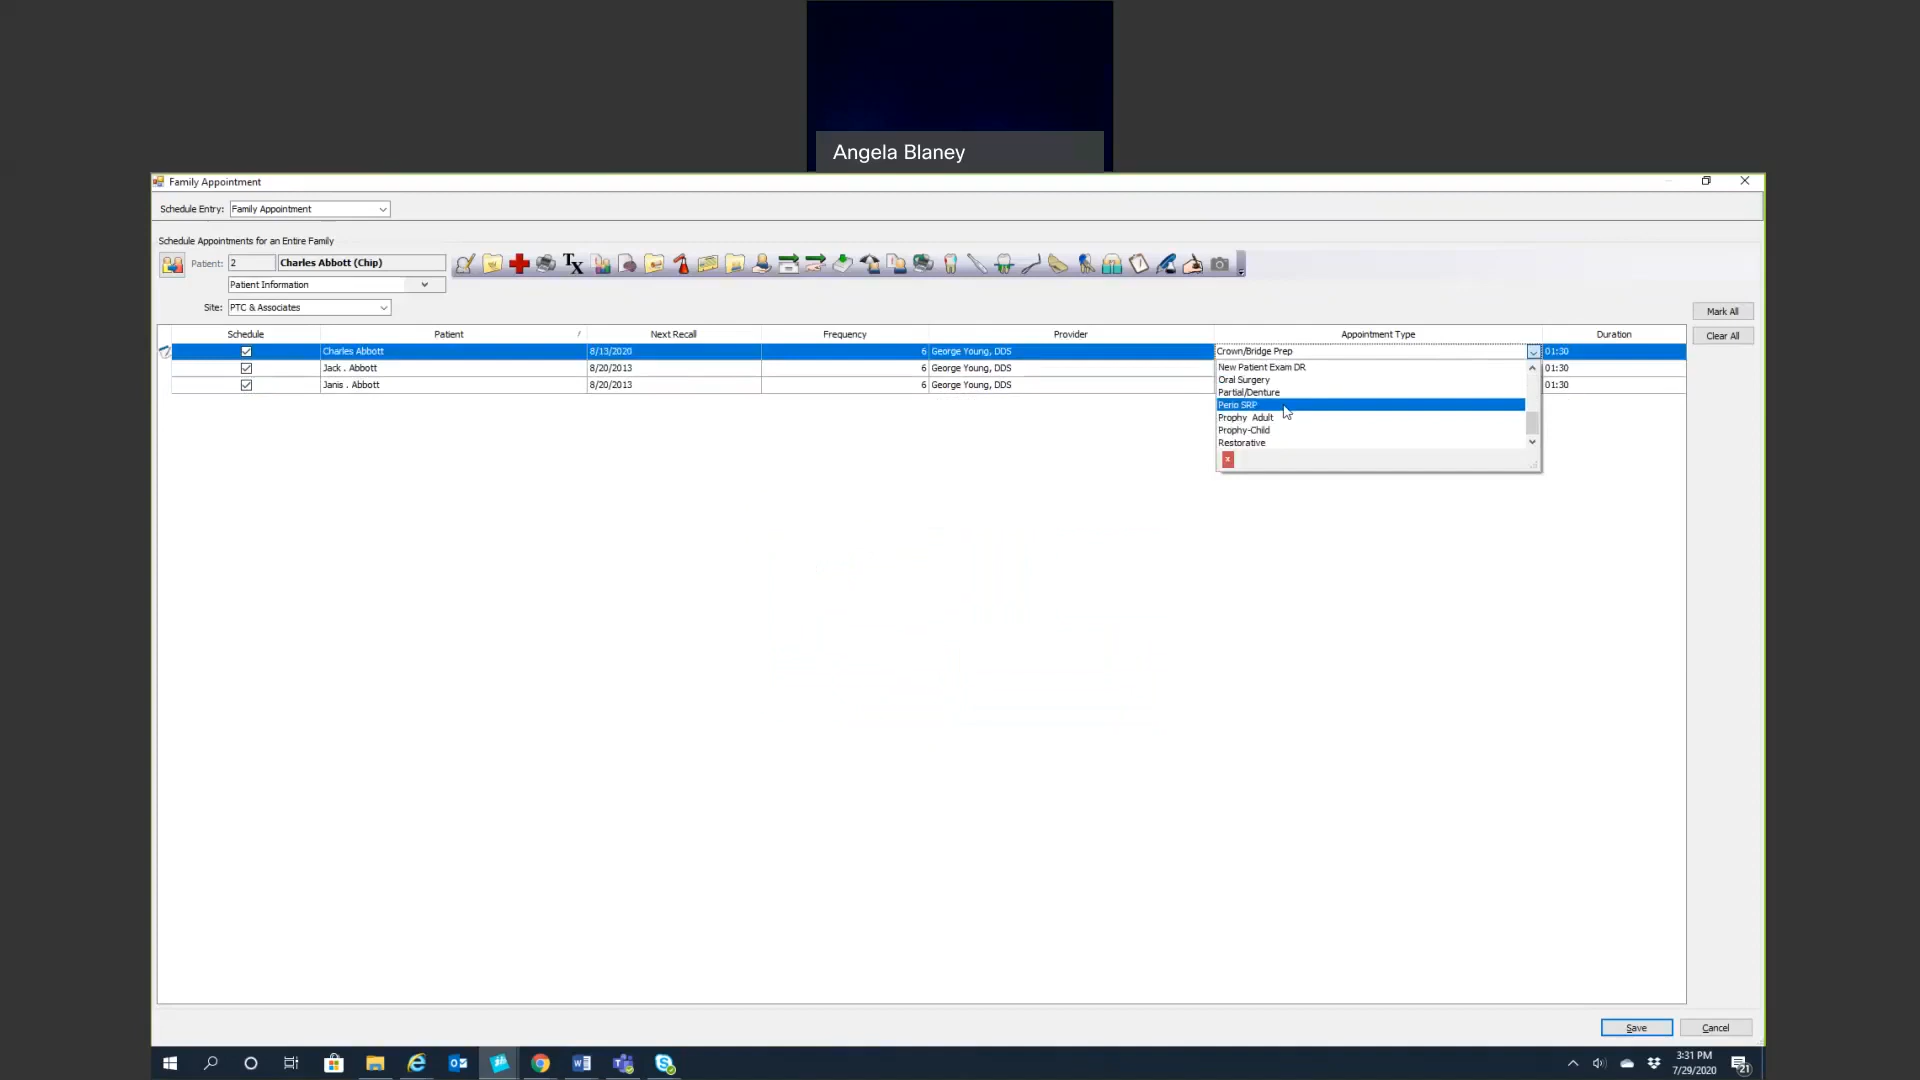 Angela Blaney
Family Appointment
Schedule Entry: Family Appointment
Schedule Appointments for an Entire Family
Patient: 2 Charles Abbott (Chip)
Tx
Patient Information
Site: PTC & Associates
Mark All
Clear All
Schedule Patient / Next Recall Frequency Provider Appointment Type Duration
Charles Abbott 8/13/2020 6 George Young, DDS Crown/Bridge Prep 01:30
Jack . Abbott 8/20/2013 6 George Young, DDS 01:30
Janis . Abbott 8/20/2013 6 George Young, DDS 01:30
New Patient Exam DR
Oral Surgery
Partial/Denture
Perio SRP
Prophy Adult
Prophy-Child
Restorative
x
Save Cancel
3:31 PM
7/29/2020
21